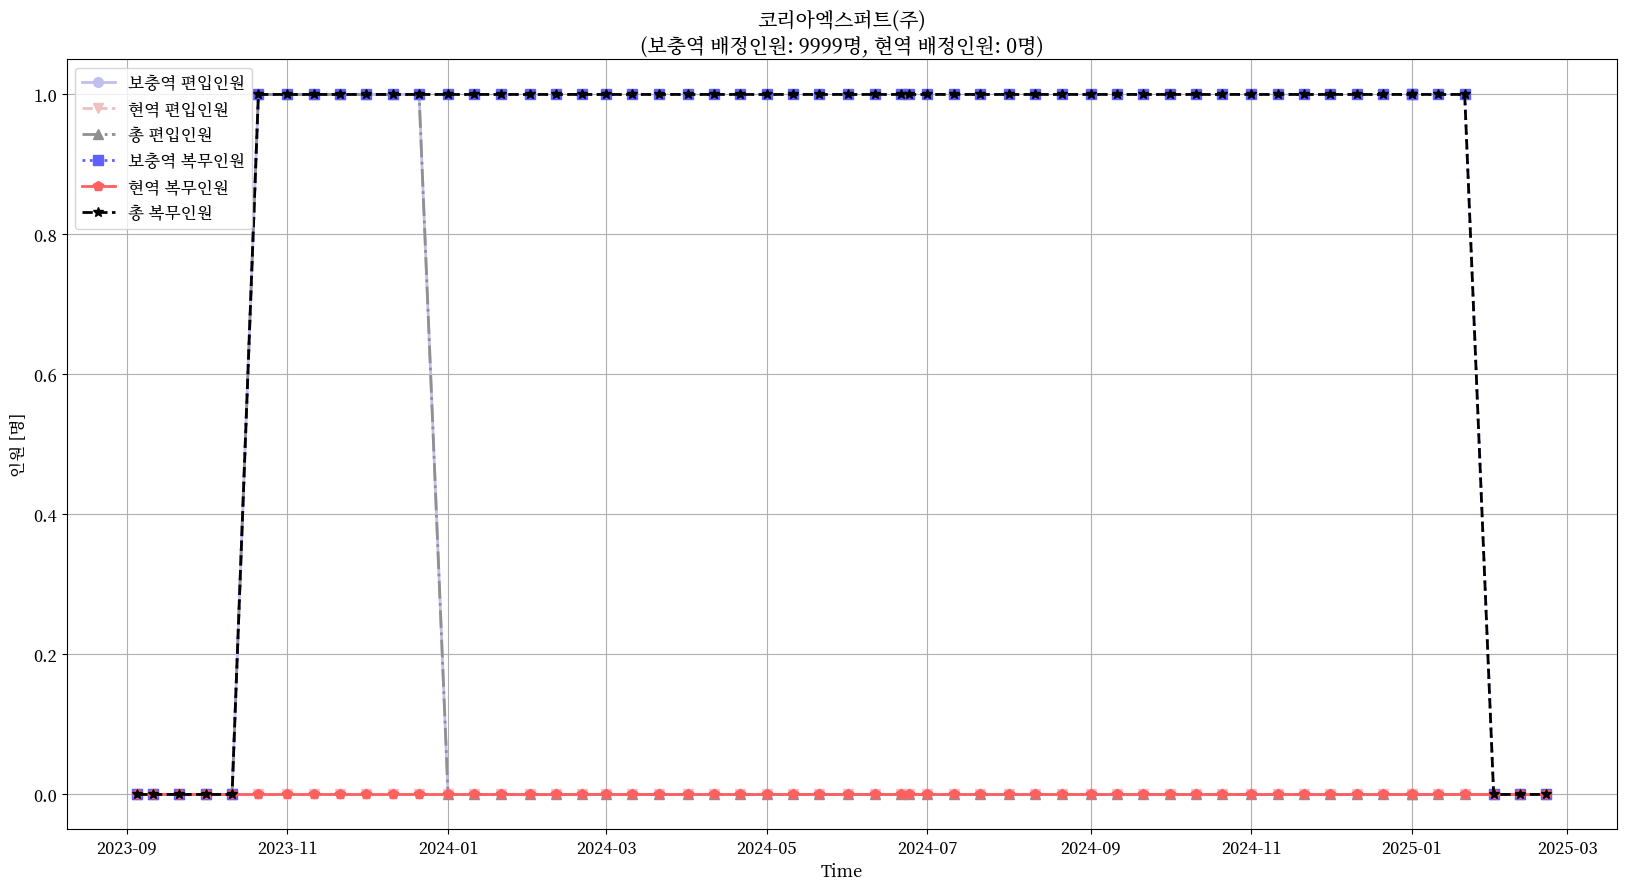 코리아엑스퍼트(주)
(보충역 배정인원: 9999명, 현역 배정인원: 0명)
보충역 편입인원
현역 편입인원
총 편입인원
보충역 복무인원
현역 복무인원
총 복무인원
1.0
0.8
0.6
0.4
0.2
0.0
인원 [명]
2023-09
2023-11
2024-01
2024-03
2024-05
2024-07
2024-09
2024-11
2025-01
2025-03
Time